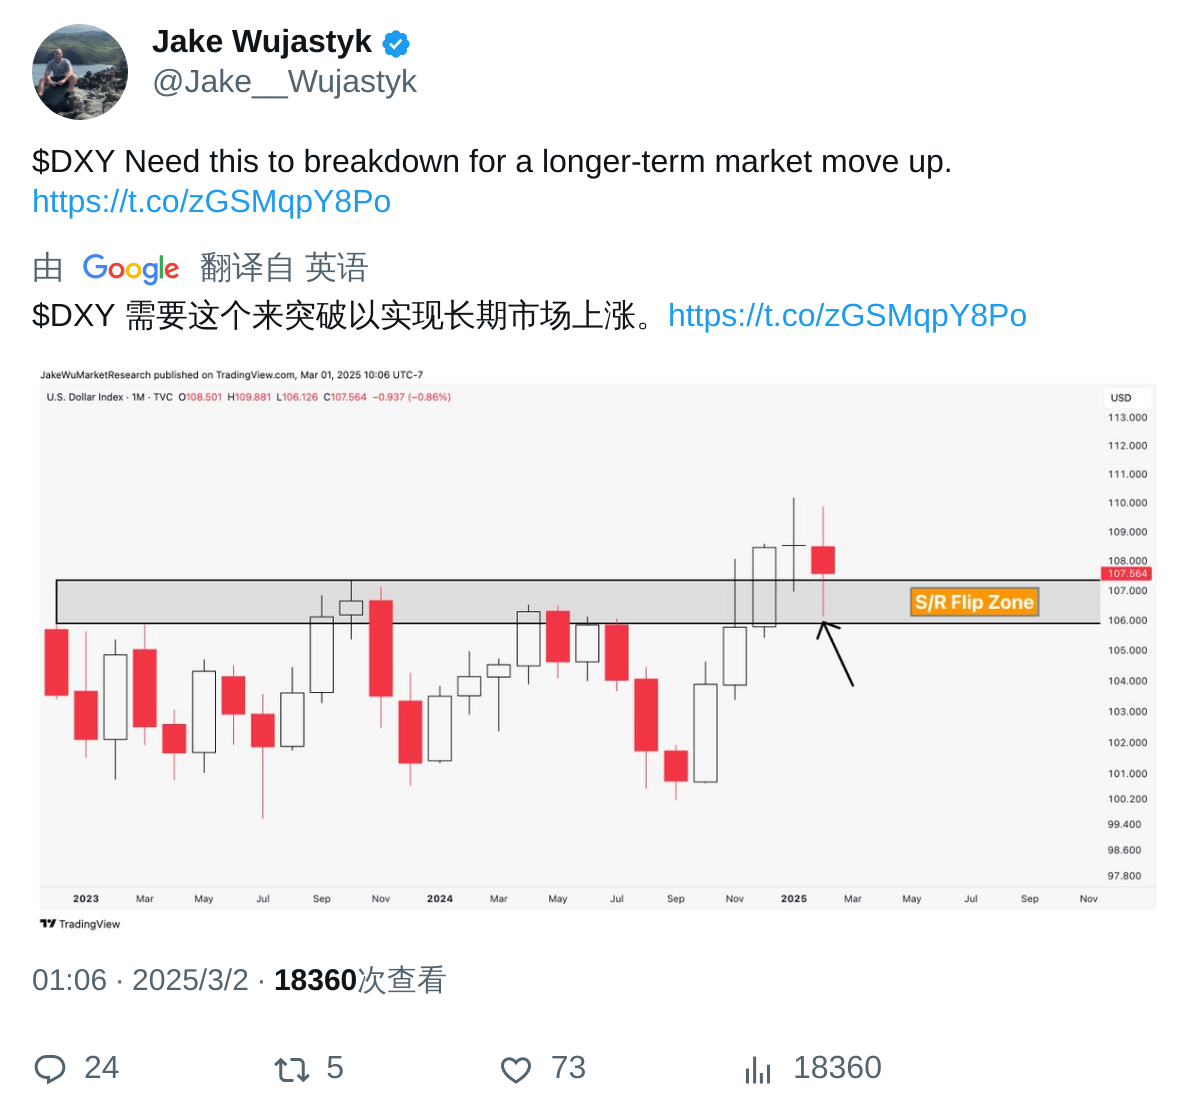 Jake Wujastyk
@Jake__Wujastyk
$DXY Need this to breakdown for a longer-term market move up.
https://t.co/zGSMqpY8Po
由 Google 翻译自 英语
$DXY 需要这个来突破以实现长期市场上涨。https://t.co/zGSMqpY8Po
JakeWuMarketResearch published on TradingView.com, Mar 01, 2025 10:06 UTC-7
U.S. Dollar Index · 1M · TVC O108.501 H109.881 L106.126 C107.564 −0.937 (−0.86%)
USD
113.000
112.000
111.000
110.000
109.000
108.000
107.564
107.000
S/R Flip Zone
106.000
105.000
104.000
103.000
102.000
101.000
100.200
99.400
98.600
97.800
2023 Mar May Jul Sep Nov 2024 Mar May Jul Sep Nov 2025 Mar May Jul Sep Nov
TradingView
01:06 · 2025/3/2 · 18360次查看
24 5 73 18360